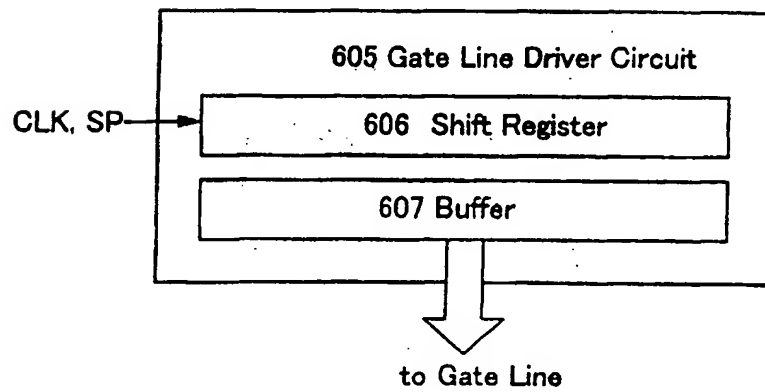 605 Gate Line Driver Circuit
CLK, SP
606 Shift Register
607 Buffer
to Gate Line